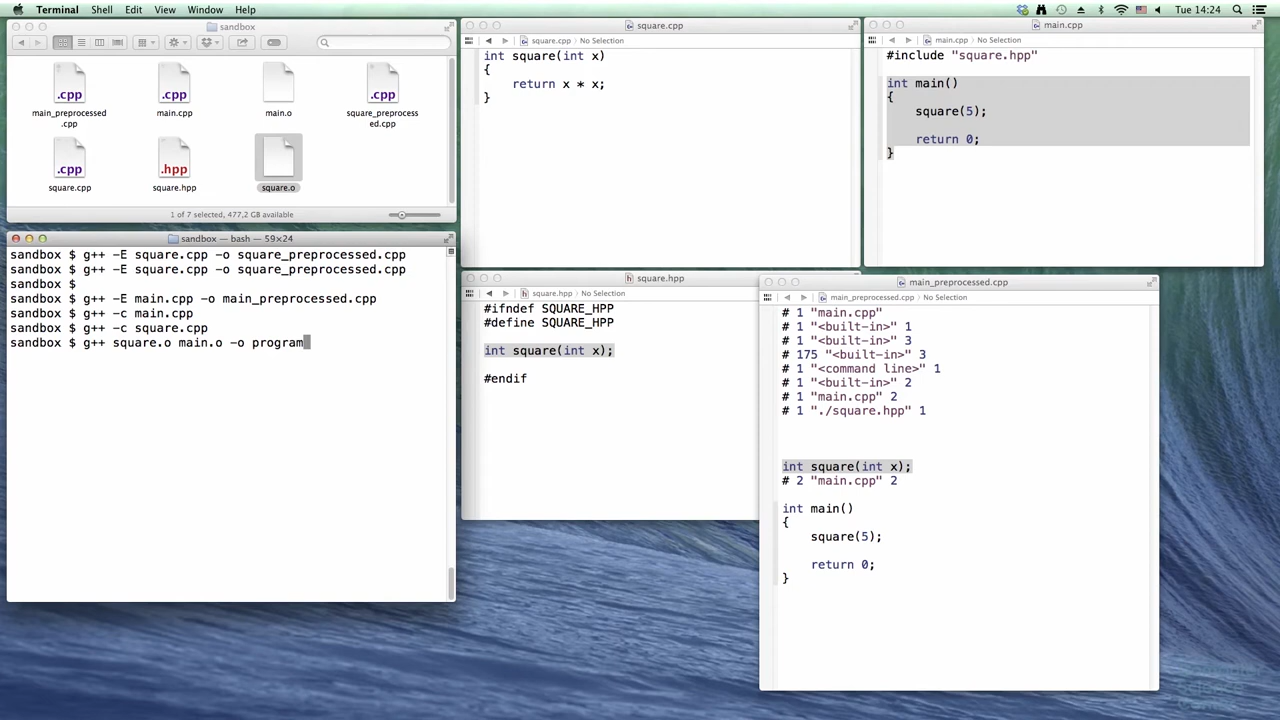 Terminal Shell Edit View Window Help Tue 14:24
sandbox
main_preprocessed.cpp
main.cpp
main.o
square_preprocessed.cpp
square.cpp
square.hpp
square.o
1 of 7 selected, 477,2 GB available
sandbox — bash — 59×24
sandbox $ g++ -E square.cpp -o square_preprocessed.cpp
sandbox $ g++ -E square.cpp -o square_preprocessed.cpp
sandbox $
sandbox $ g++ -E main.cpp -o main_preprocessed.cpp
sandbox $ g++ -c main.cpp
sandbox $ g++ -c square.cpp
sandbox $ g++ square.o main.o -o program
square.cpp
square.cpp › No Selection
int square(int x)
{
    return x * x;
}
main.cpp
main.cpp › No Selection
#include "square.hpp"
int main()
{
    square(5);
    return 0;
}
square.hpp
square.hpp › No Selection
#ifndef SQUARE_HPP
#define SQUARE_HPP
int square(int x);
#endif
main_preprocessed.cpp
main_preprocessed.cpp › No Selection
# 1 "main.cpp"
# 1 "<built-in>" 1
# 1 "<built-in>" 3
# 175 "<built-in>" 3
# 1 "<command line>" 1
# 1 "<built-in>" 2
# 1 "main.cpp" 2
# 1 "./square.hpp" 1
int square(int x);
# 2 "main.cpp" 2
int main()
{
    square(5);
    return 0;
}